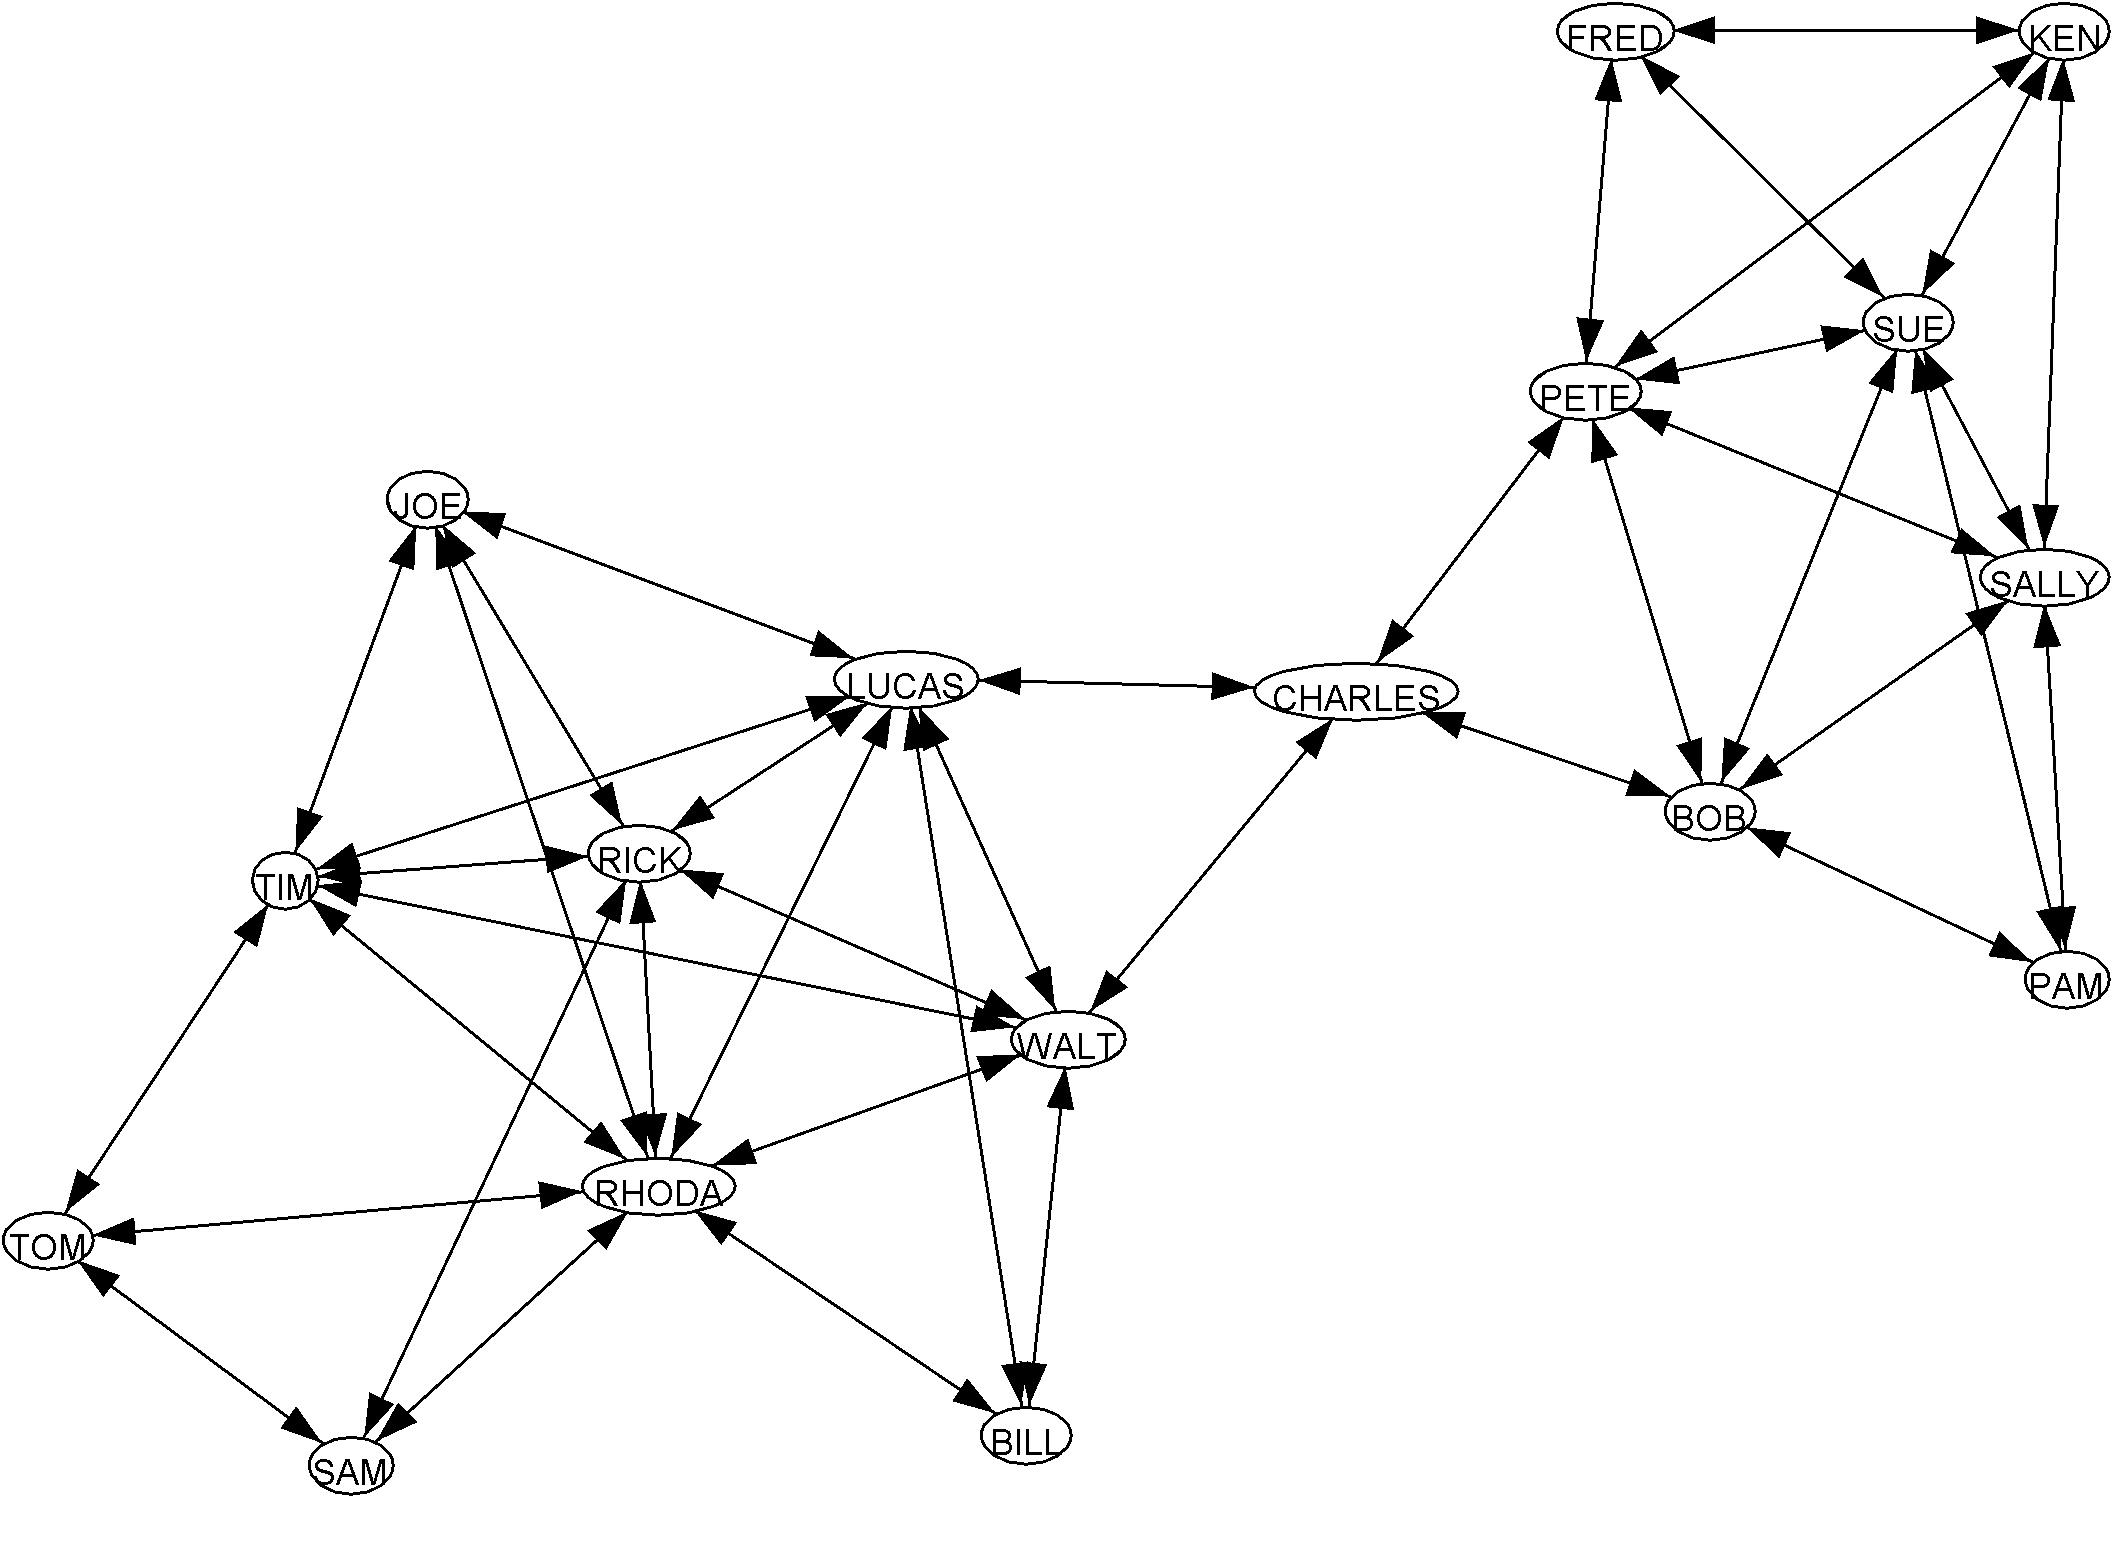 FRED
KEN
SUE
PETE
JOE
SALLY
LUCAS
CHARLES
BOB
RICK
TIM
PAM
WALT
RHODA
TOM
BILL
SAM